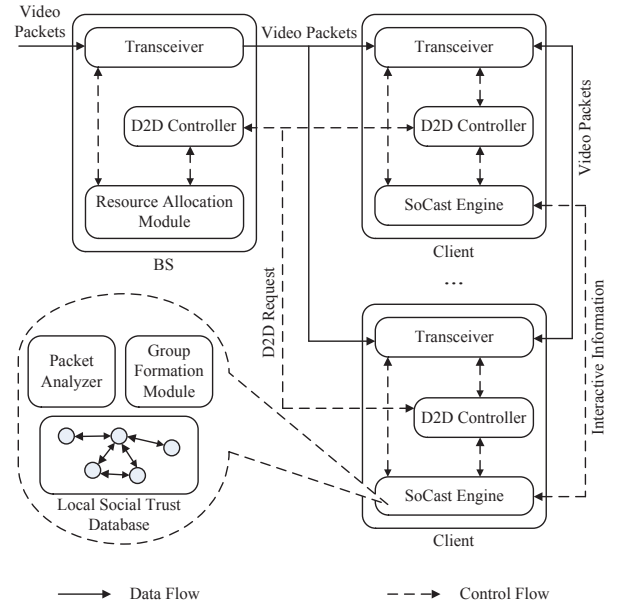 Video
Packets
Transceiver
Video Packets
Transceiver
D2D Controller
D2D Controller
Video Packets
Resource Allocation
Module
SoCast Engine
BS
Client
...
D2D Request
Interactive Information
Transceiver
Packet
Analyzer
Group
Formation
Module
D2D Controller
Local Social Trust
Database
SoCast Engine
Client
Data Flow
Control Flow